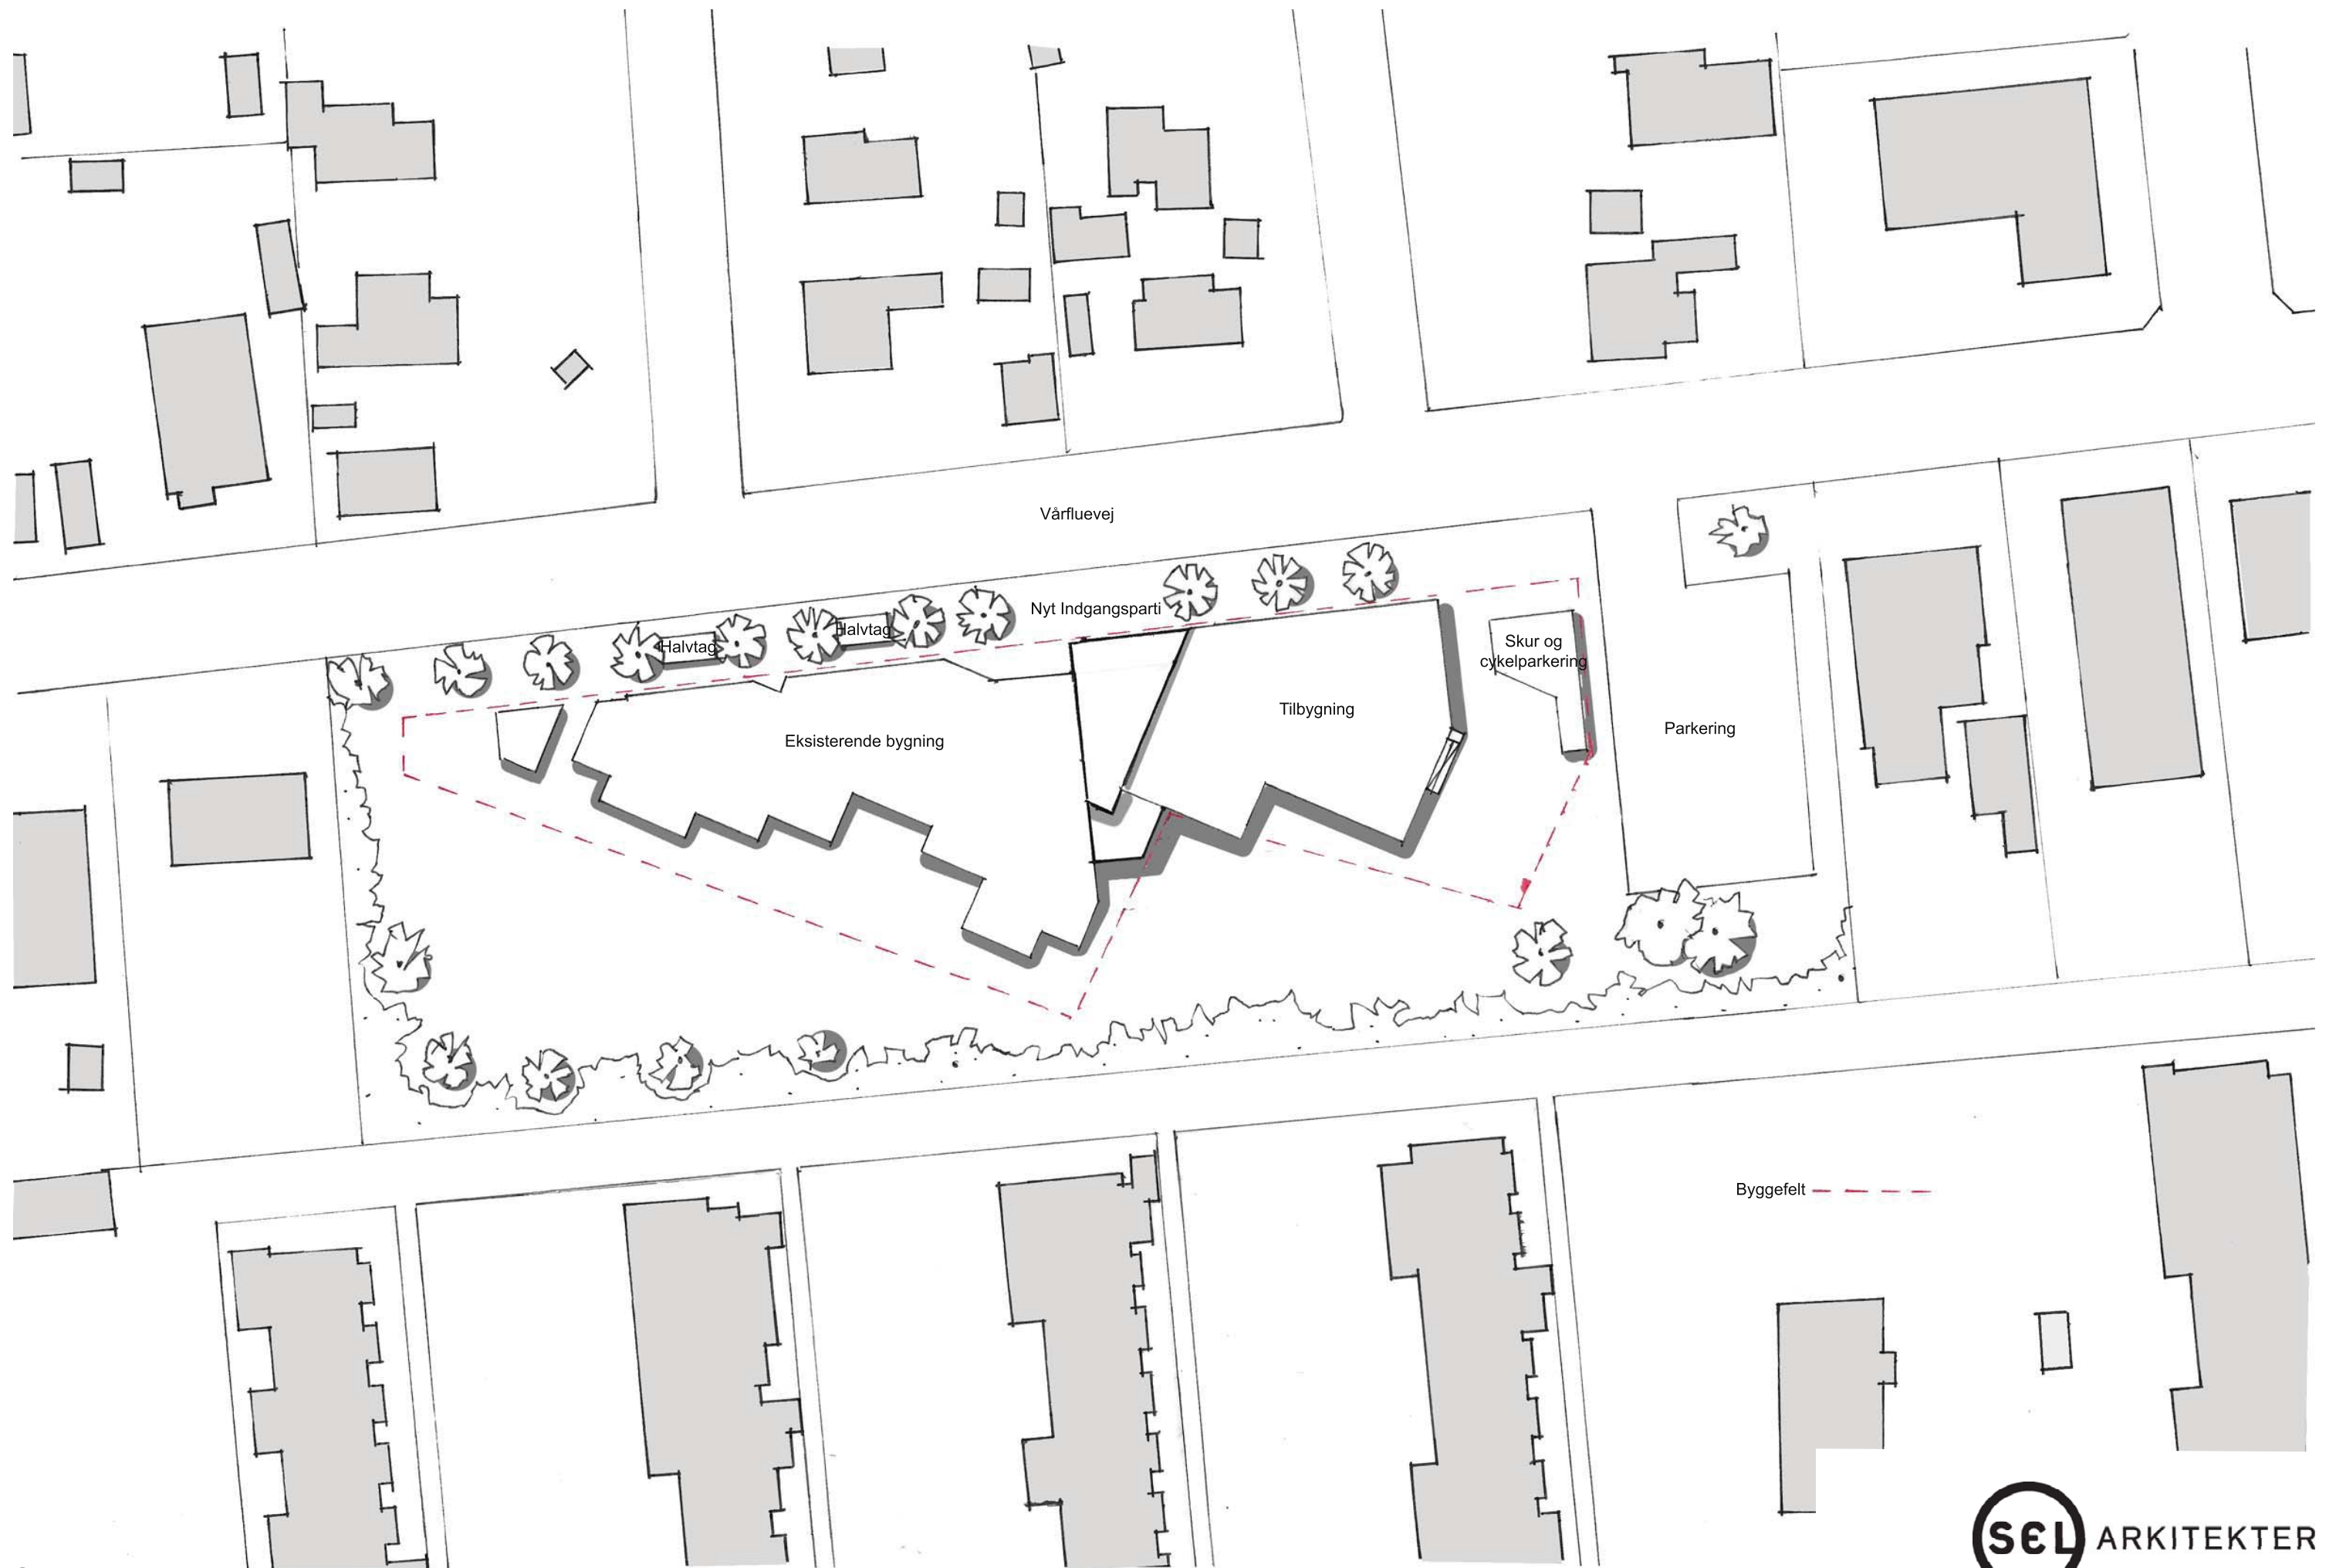 Vårfluevej
Nyt Indgangsparti
Halvtag
Halvtag
Skur og
cykelparkering
Tilbygning
Parkering
Eksisterende bygning
Byggefelt
SEL ARKITEKTER